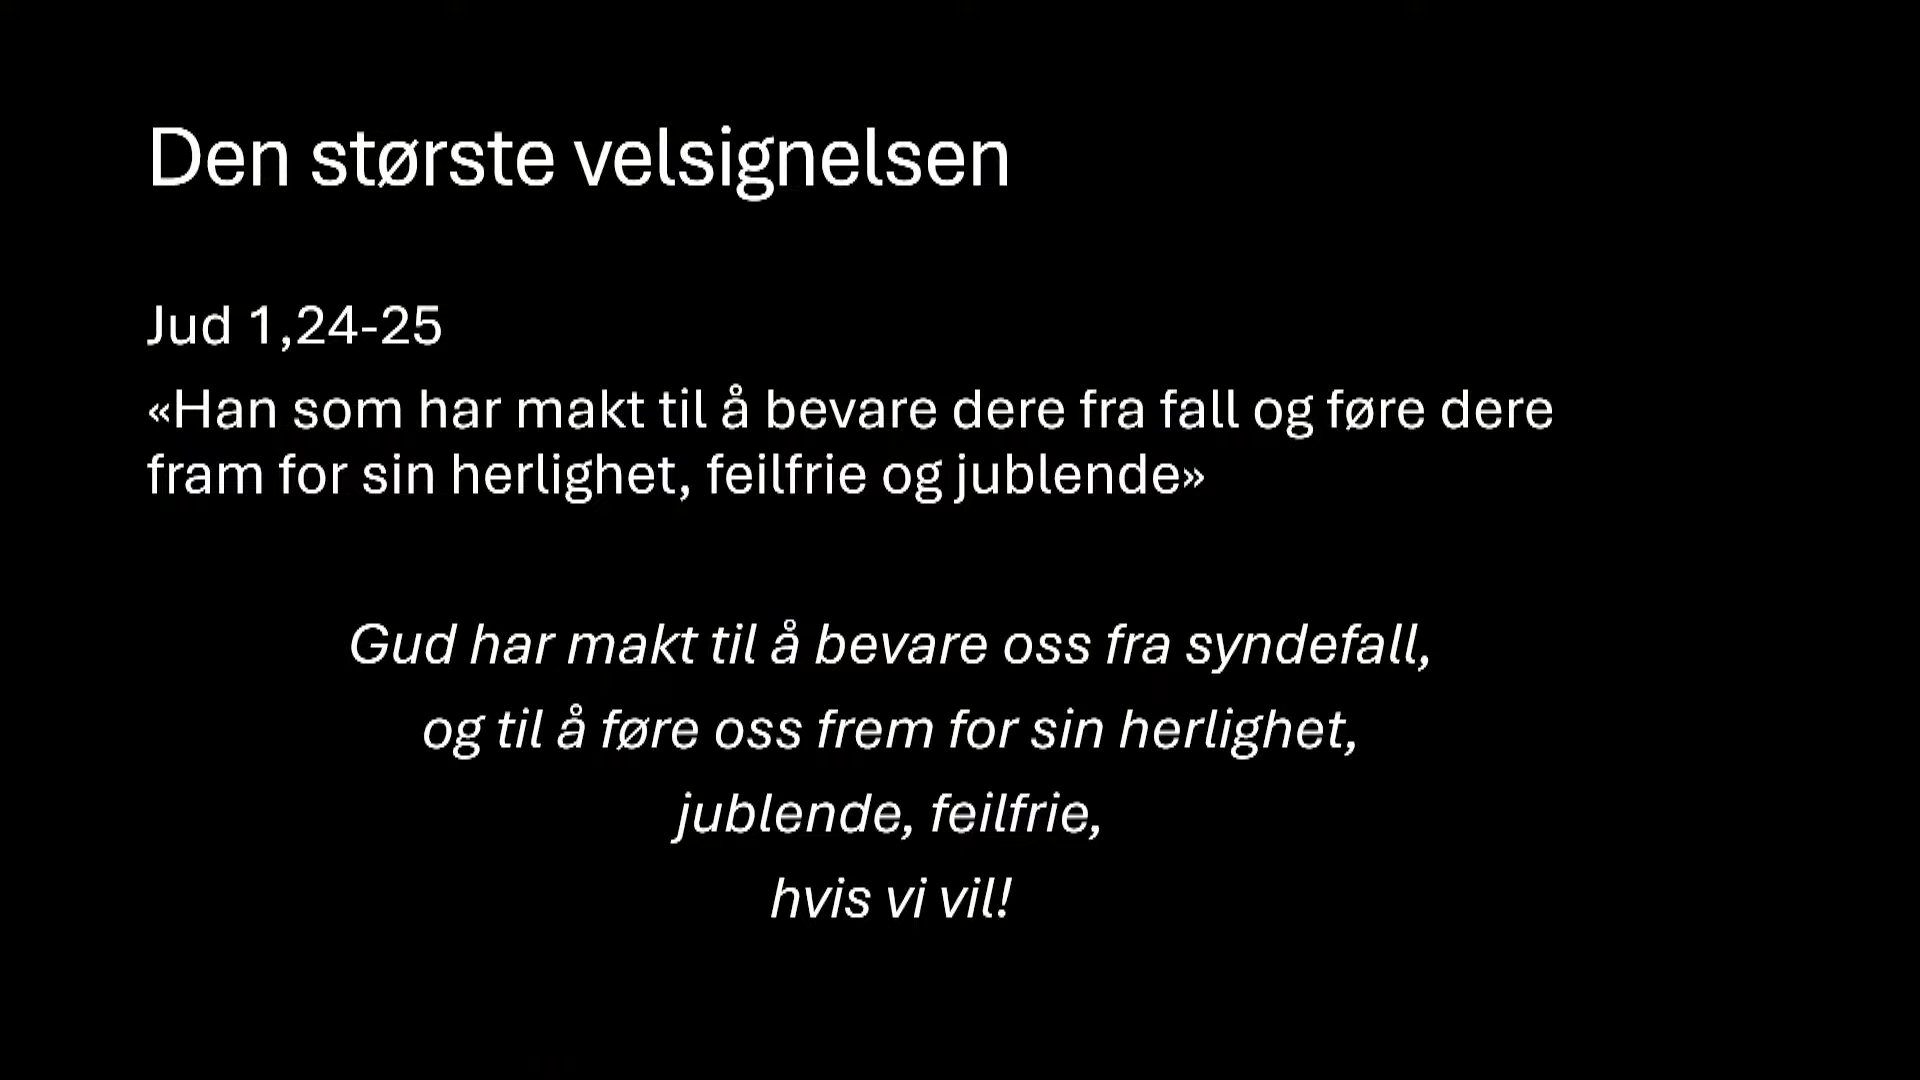 Den største velsignelsen
Jud 1,24-25
«Han som har makt til å bevare dere fra fall og føre dere
fram for sin herlighet, feilfrie og jublende»
Gud har makt til å bevare oss fra syndefall,
og til å føre oss frem for sin herlighet,
jublende, feilfrie,
hvis vi vil!